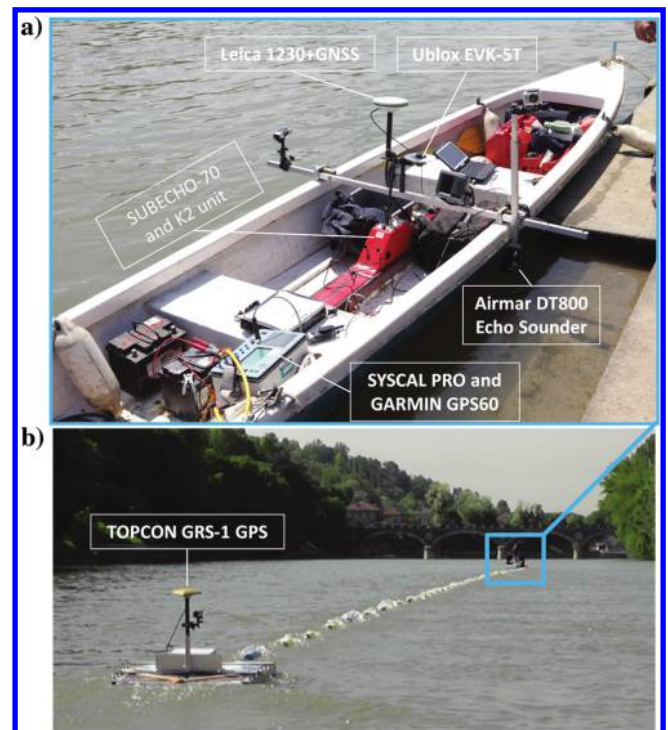 a)
Leica 1230+GNSS
Ublox EVK-5T
SUBECHO-70
and K2 unit
Airmar DT800
Echo Sounder
SYSCAL PRO and
GARMIN GPS60
b)
TOPCON GRS-1 GPS